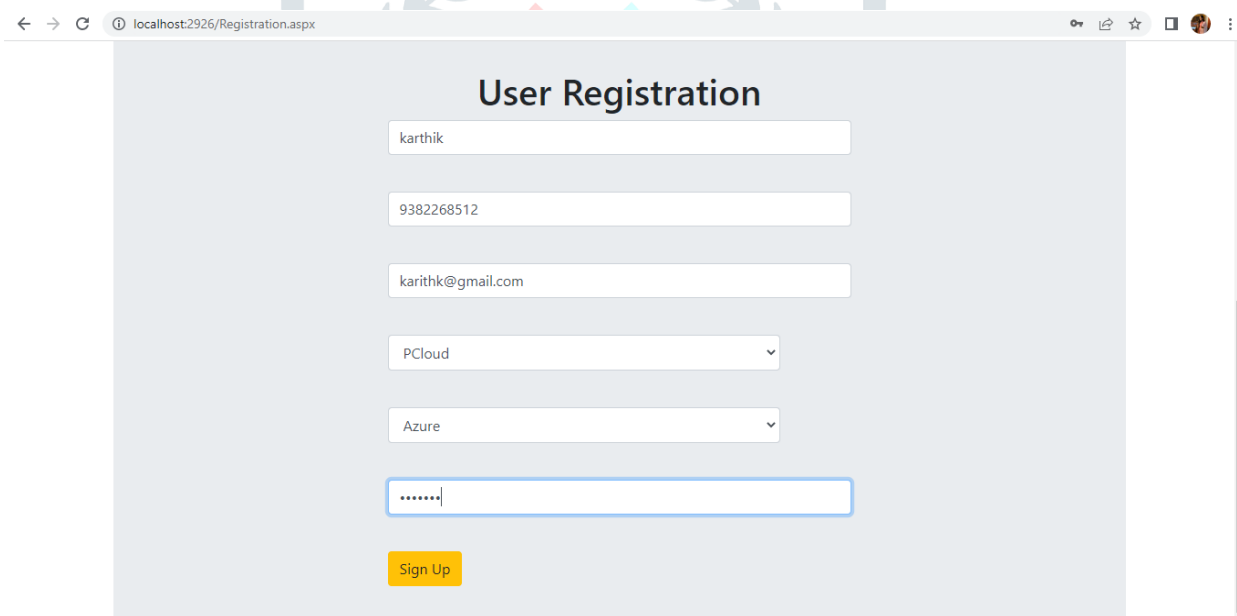 localhost:2926/Registration.aspx
User Registration
karthik
9382268512
karithk@gmail.com
PCloud
Azure
•••••••
Sign Up